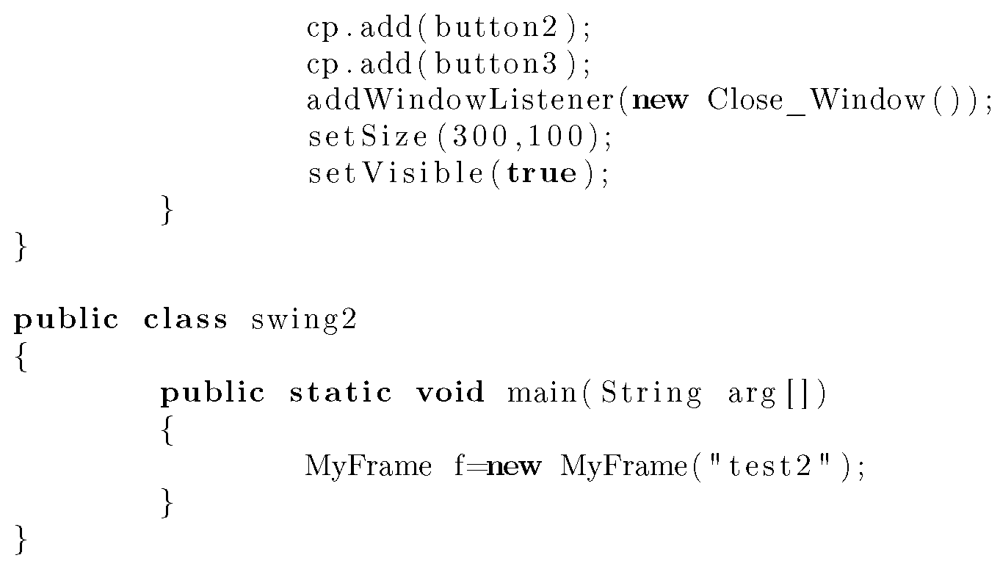 cp.add(button2);
cp.add(button3);
addWindowListener(new Close_Window());
setSize(300,100);
setVisible(true);
}
}
public class swing2
{
public static void main(String arg[])
{
MyFrame f=new MyFrame("test2");
}
}